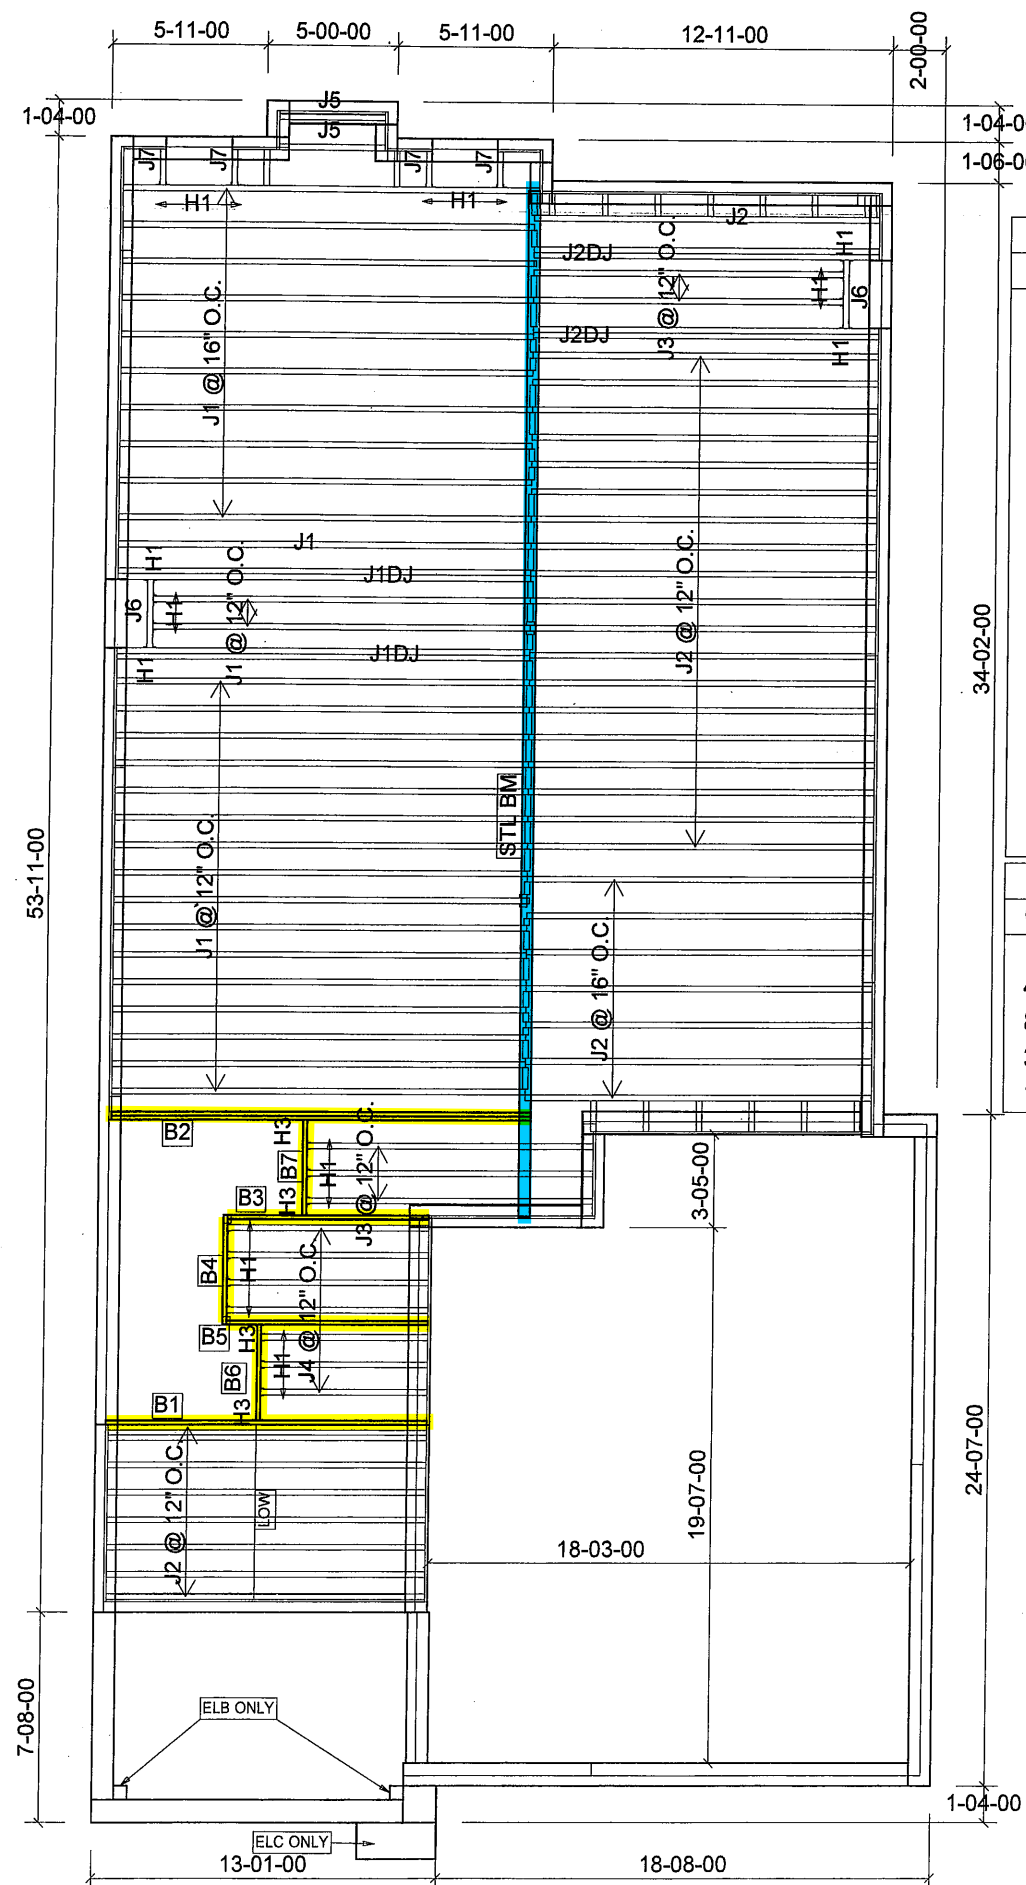 5-11-00
5-00-00
5-11-00
12-11-00
2-00-00
1-04-00
1-04-0
1-06-0
J5
J5
J7
J7
J7
J7
H1
H1
J2
J2DJ
J3 @ 12" O.C.
H1
H1
J6
H1
J2DJ
J1 @ 16" O.C.
J1
J1DJ
H1
J6
H1
J1 @ 12" O.C.
H1
J1DJ
J2 @ 12" O.C.
34-02-00
STL BM
53-11-00
J1 @ 12" O.C.
J2 @ 16" O.C.
B2
H3
B7
H1
J3 @ 12" O.C.
B3
H3
3-05-00
B4
H1
J4 @ 12" O.C.
B5
H3
B6
H1
B1
H3
J2 @ 12" O.C.
LOW
19-07-00
24-07-00
18-03-00
7-08-00
ELB ONLY
1-04-00
ELC ONLY
13-01-00
18-08-00